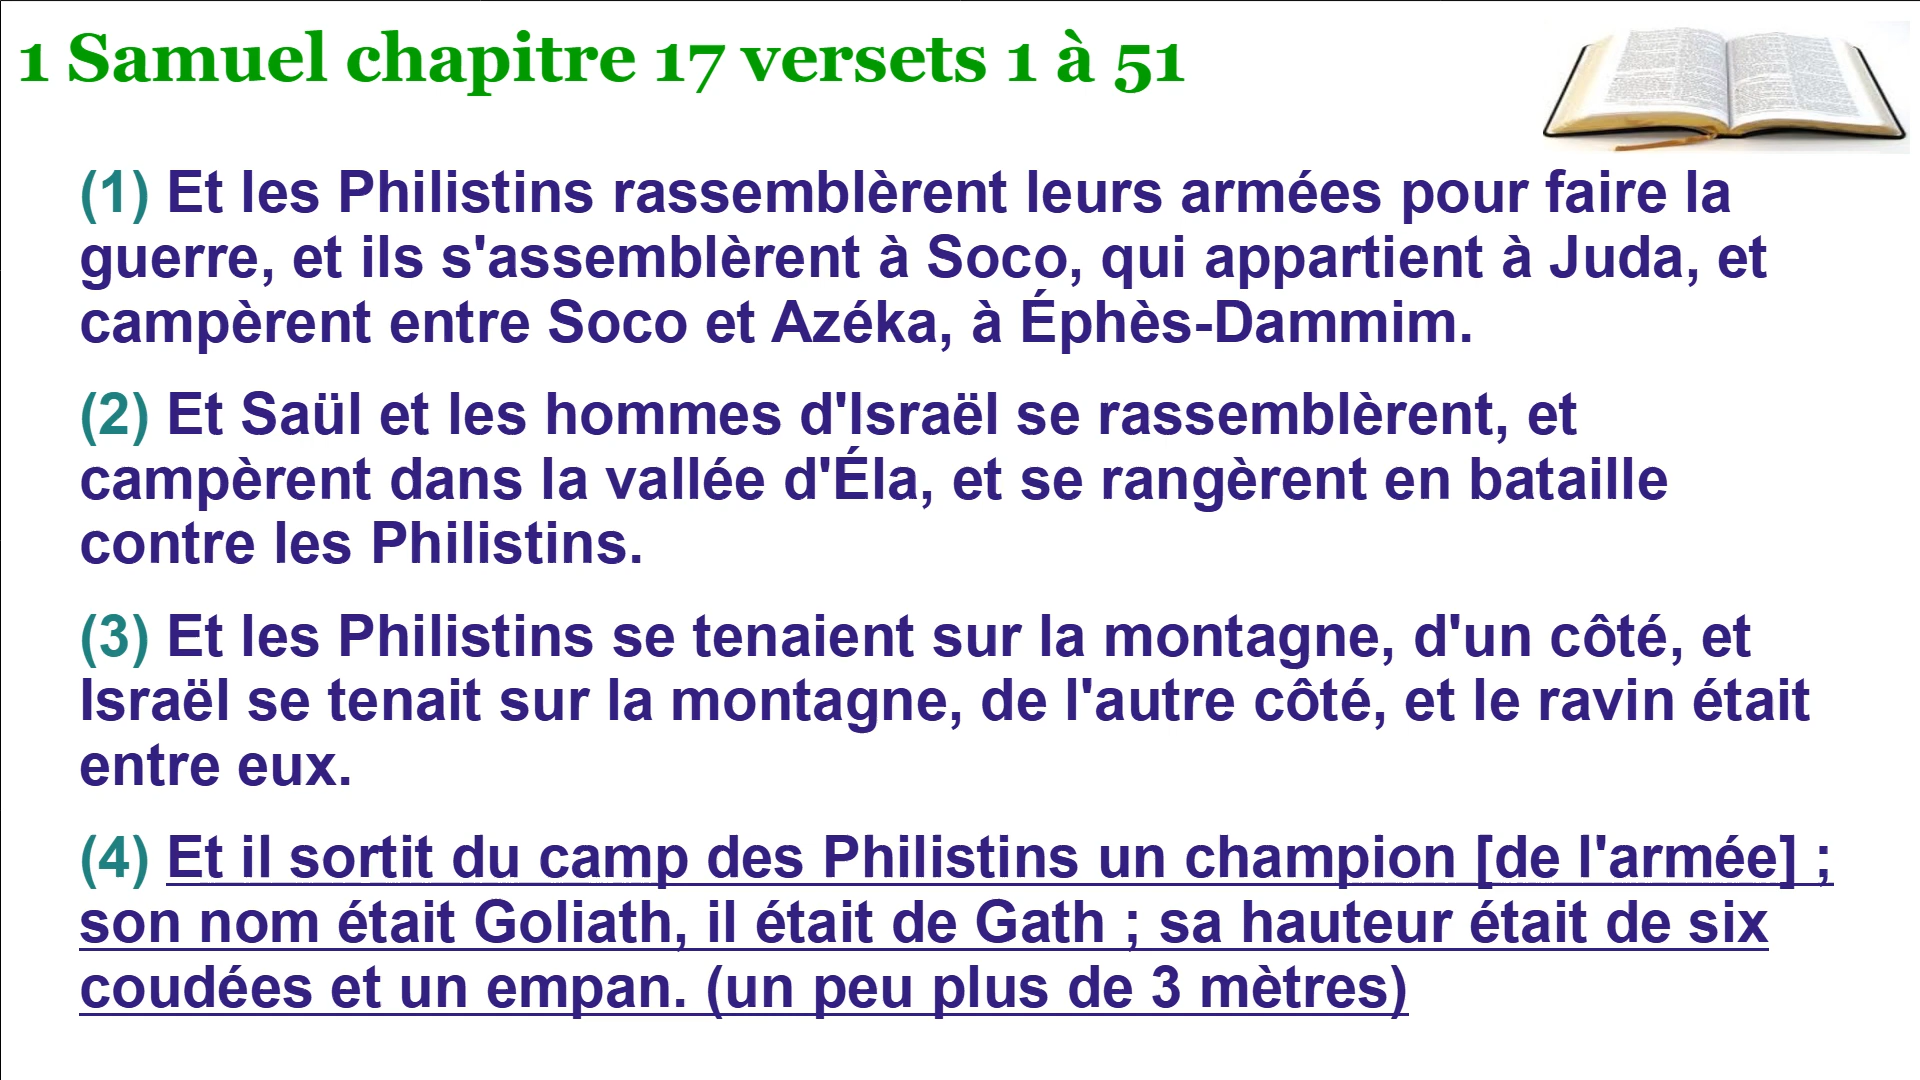 1 Samuel chapitre 17 versets 1 à 51
(1) Et les Philistins rassemblèrent leurs armées pour faire la
guerre, et ils s'assemblèrent à Soco, qui appartient à Juda, et
campèrent entre Soco et Azéka, à Éphès-Dammim.
(2) Et Saül et les hommes d'Israël se rassemblèrent, et
campèrent dans la vallée d'Éla, et se rangèrent en bataille
contre les Philistins.
(3) Et les Philistins se tenaient sur la montagne, d'un côté, et
Israël se tenait sur la montagne, de l'autre côté, et le ravin était
entre eux.
(4) Et il sortit du camp des Philistins un champion [de l'armée] ;
son nom était Goliath, il était de Gath ; sa hauteur était de six
coudées et un empan. (un peu plus de 3 mètres)